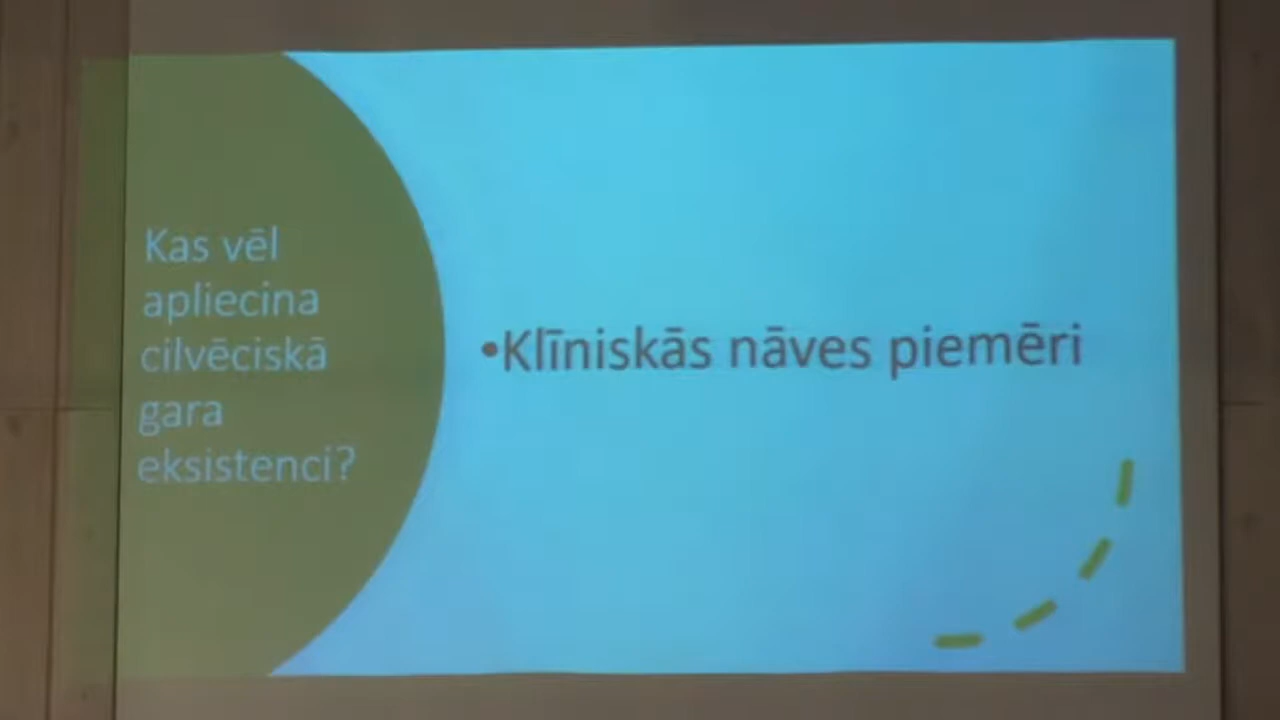 Kas vēl
apliecina
cilvēciskā
gara
eksistenci?
•Klīniskās nāves piemēri